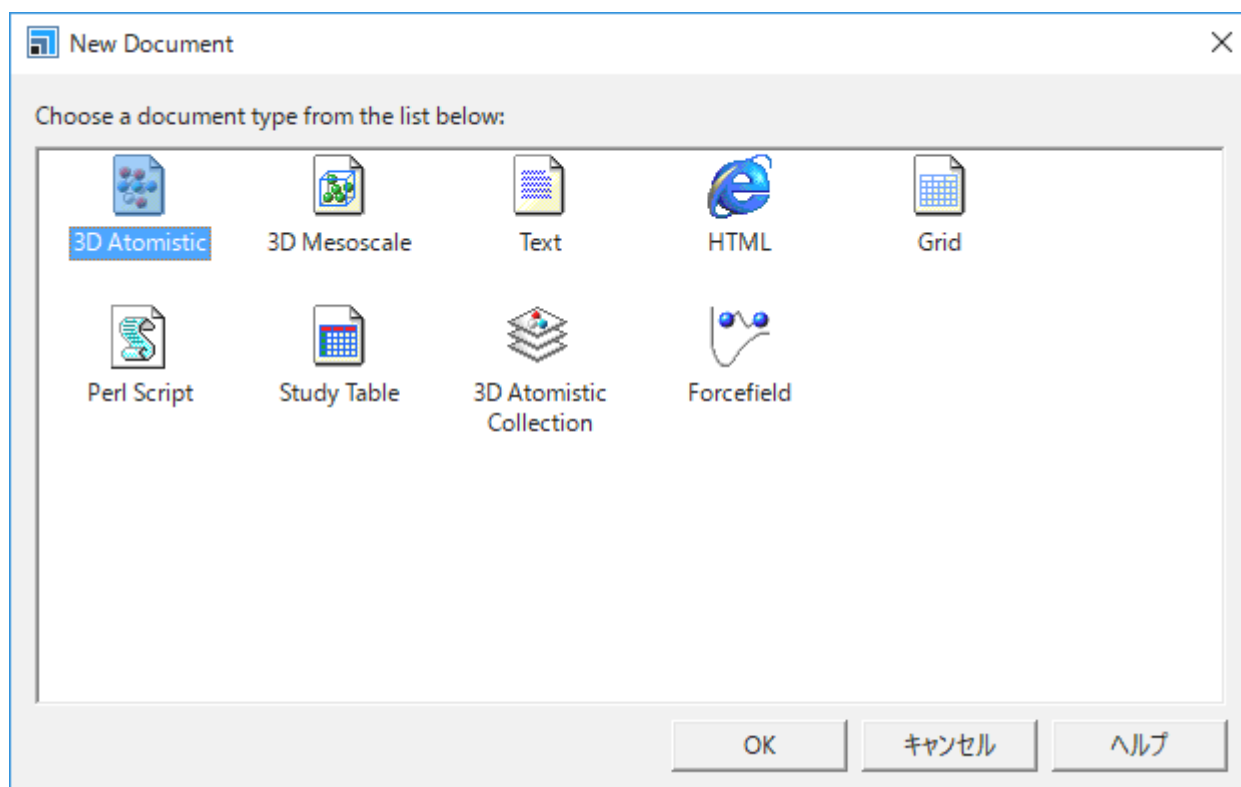 New Document
Choose a document type from the list below:
3D Atomistic
3D Mesoscale
Text
HTML
Grid
Perl Script
Study Table
3D Atomistic
Collection
Forcefield
OK
キャンセル
ヘルプ